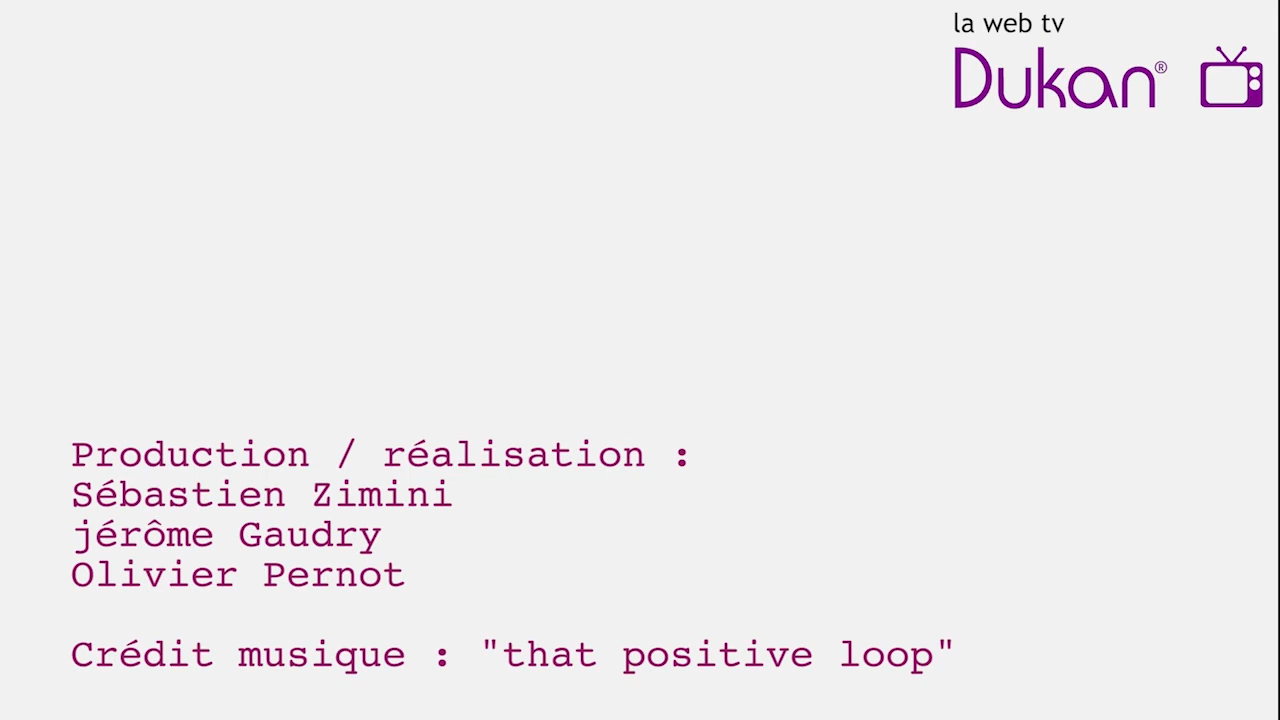 la web tv
Dukan®
Production / réalisation :
Sébastien Zimini
jérôme Gaudry
Olivier Pernot
Crédit musique : "that positive loop"